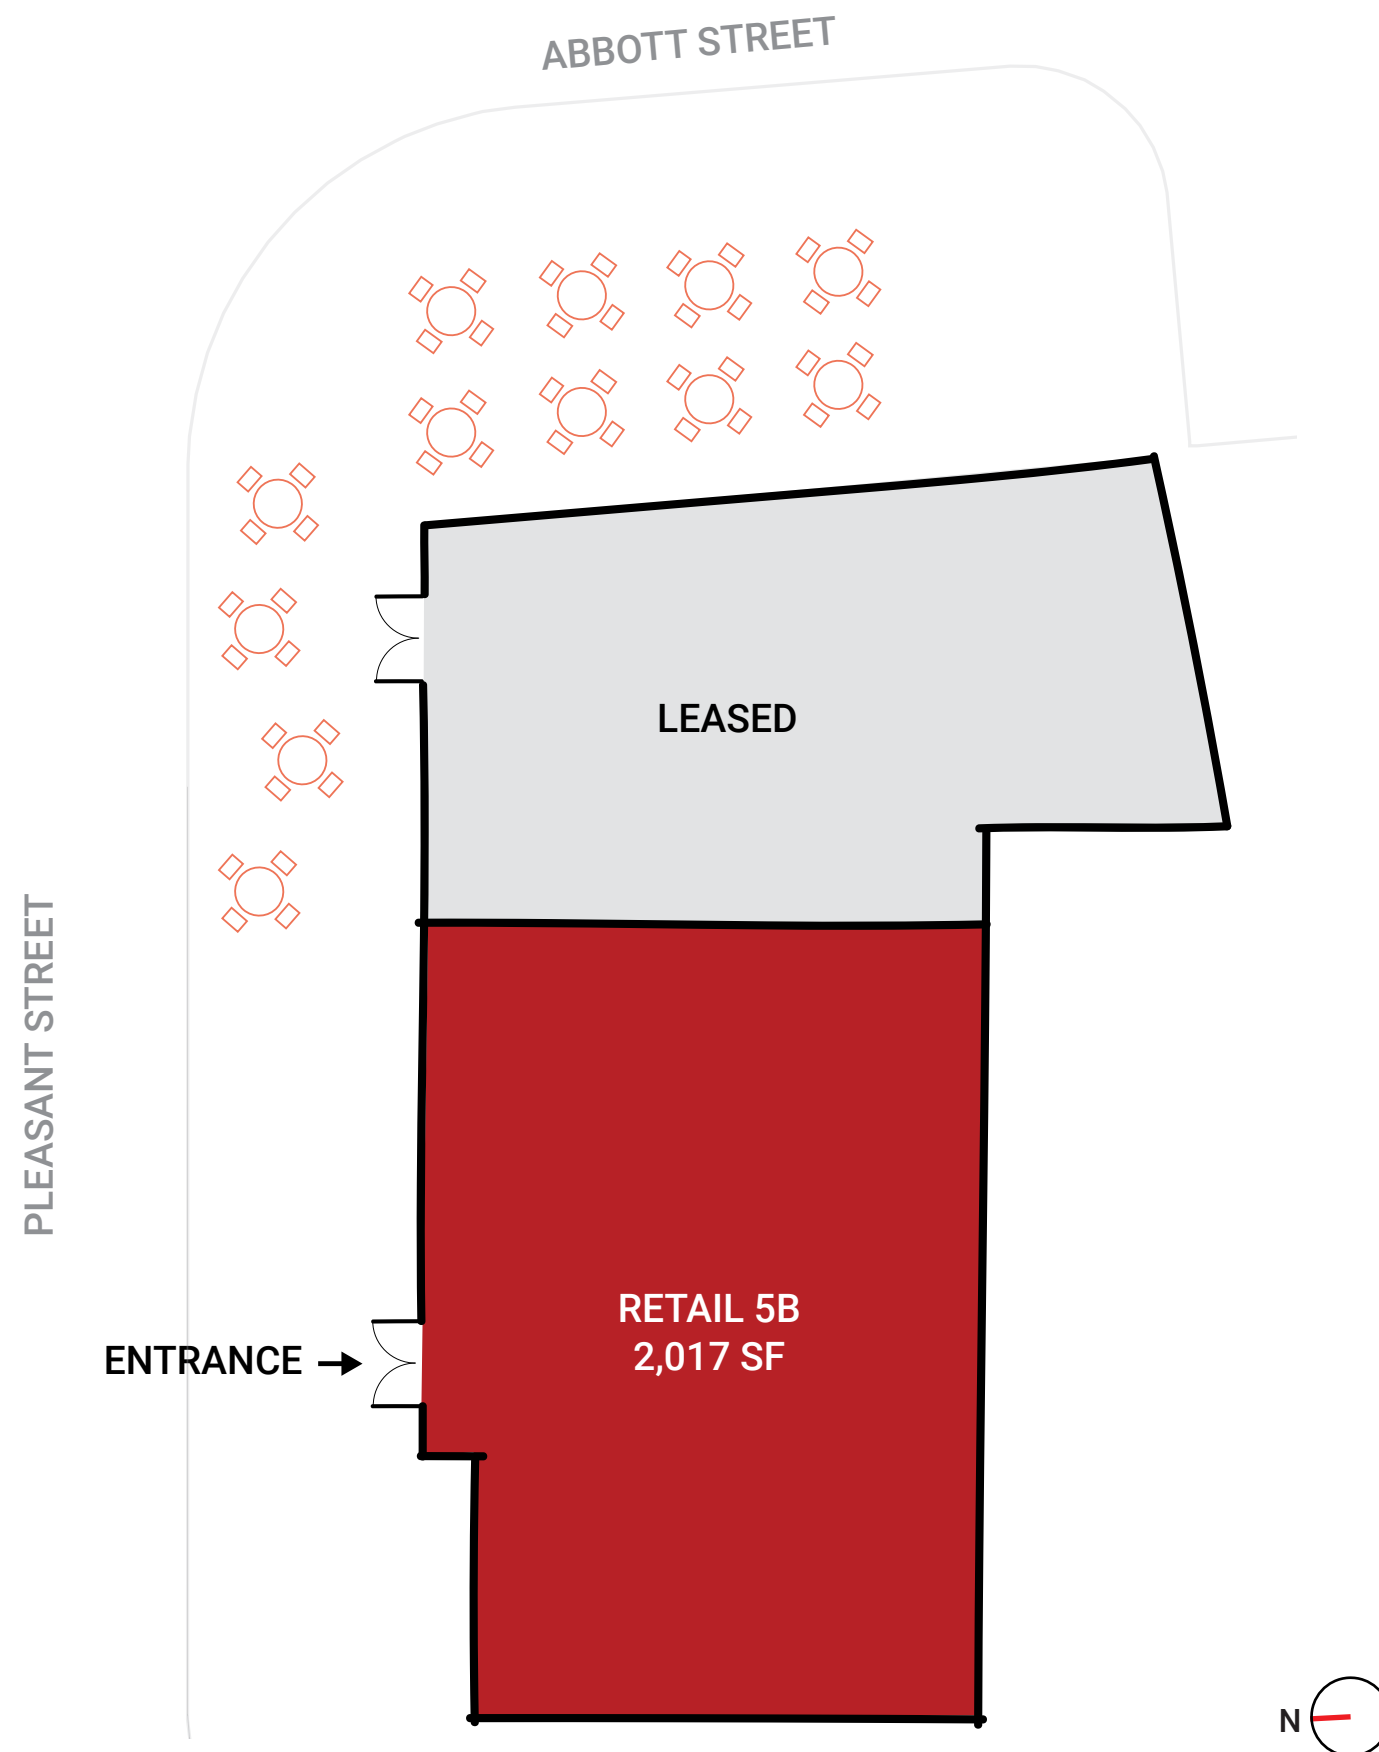 ABBOTT STREET
LEASED
PLEASANT STREET
RETAIL 5B
2,017 SF
ENTRANCE
N